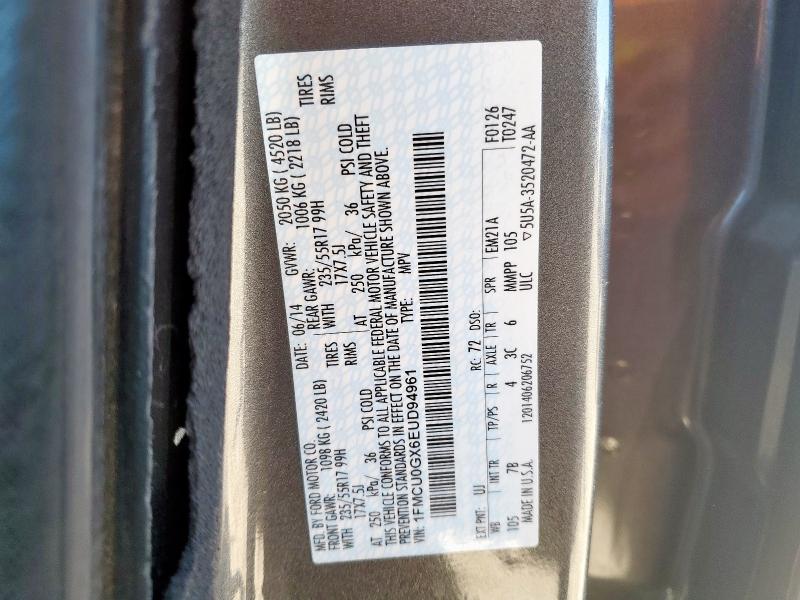 MFD. BY FORD MOTOR CO. DATE: 06/14 GVWR: 2050 KG ( 4520 LB)
FRONT GAWR: 1098 KG ( 2420 LB) REAR GAWR: 1006 KG ( 2218 LB)
WITH 235/55R17 99H TIRES WITH 235/55R17 99H TIRES
17X7.5J RIMS 17X7.5J RIMS
AT 250 kPa/ 36 PSI COLD AT 250 kPa/ 36 PSI COLD
THIS VEHICLE CONFORMS TO ALL APPLICABLE FEDERAL MOTOR VEHICLE SAFETY AND THEFT
PREVENTION STANDARDS IN EFFECT ON THE DATE OF MANUFACTURE SHOWN ABOVE.
VIN: 1FMCU0GX6EUD94961 TYPE: MPV
EXT PNT: UJ RC: 72 DSO: F0126
WB INT TR TP/PS R AXLE TR SPR EM21A T0247
105 7B 4 3C 6 MMPP 105
MADE IN U.S.A. 1201406206752 ULC ▽5U5A-3520472-AA